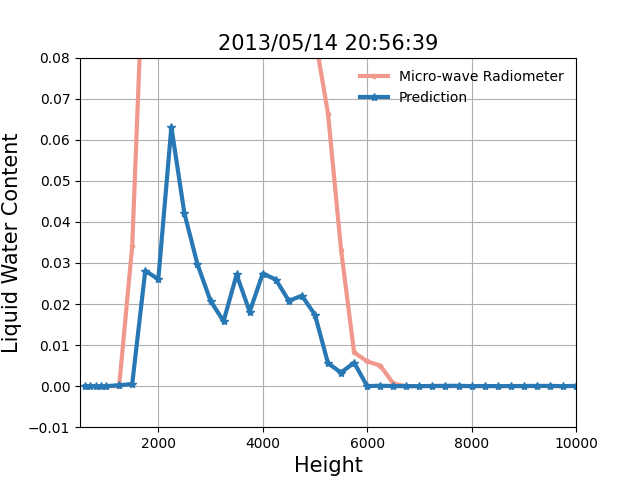 2013/05/14 20:56:39
Micro-wave Radiometer
Prediction
Liquid Water Content
0.08
0.07
0.06
0.05
0.04
0.03
0.02
0.01
0.00
−0.01
2000 4000 6000 8000 10000
Height